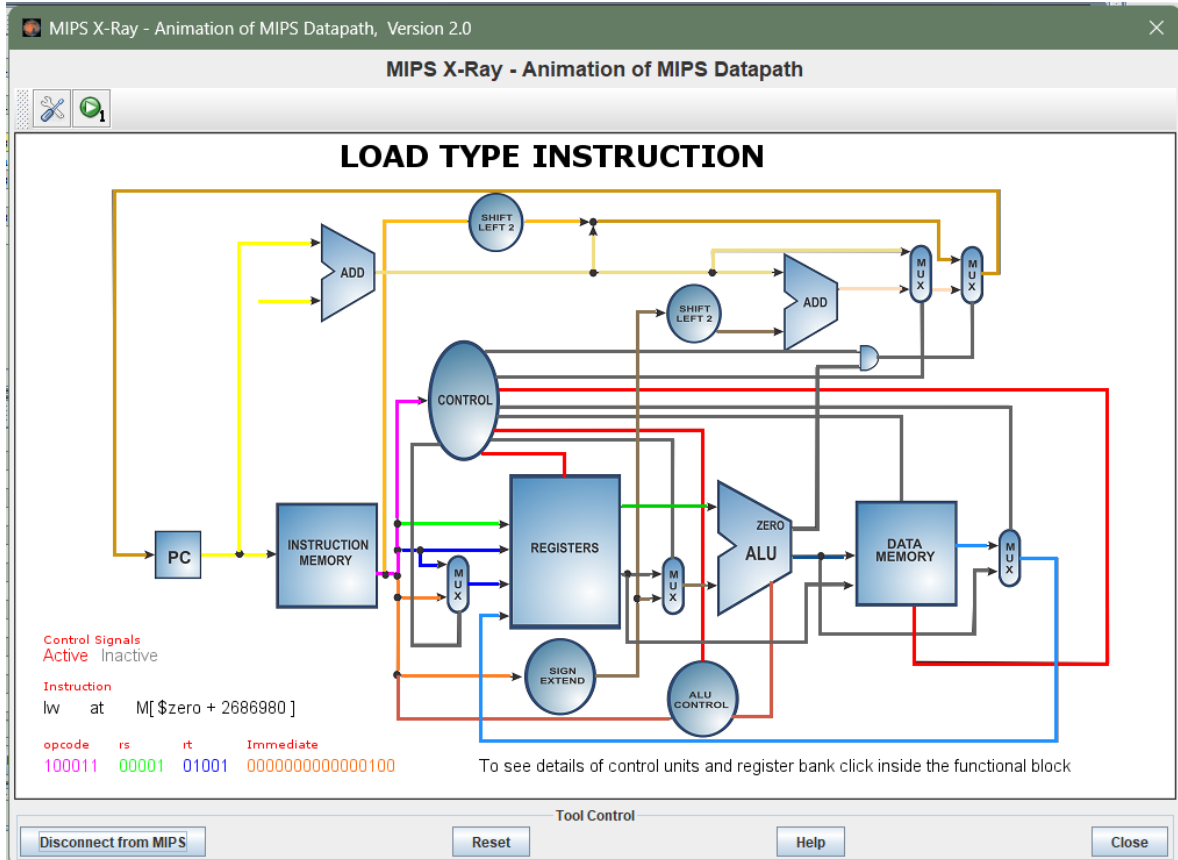 MIPS X-Ray - Animation of MIPS Datapath, Version 2.0
MIPS X-Ray - Animation of MIPS Datapath
1
LOAD TYPE INSTRUCTION
SHIFT
LEFT 2
ADD
MUX
MUX
SHIFT
LEFT 2
ADD
CONTROL
PC
INSTRUCTION
MEMORY
MUX
REGISTERS
MUX
ZERO
ALU
DATA
MEMORY
MUX
SIGN
EXTEND
ALU
CONTROL
Control Signals
Active Inactive
Instruction
lw at M[ $zero + 2686980 ]
opcode rs rt Immediate
100011 00001 01001 0000000000000100
To see details of control units and register bank click inside the functional block
Tool Control
Disconnect from MIPS Reset Help Close